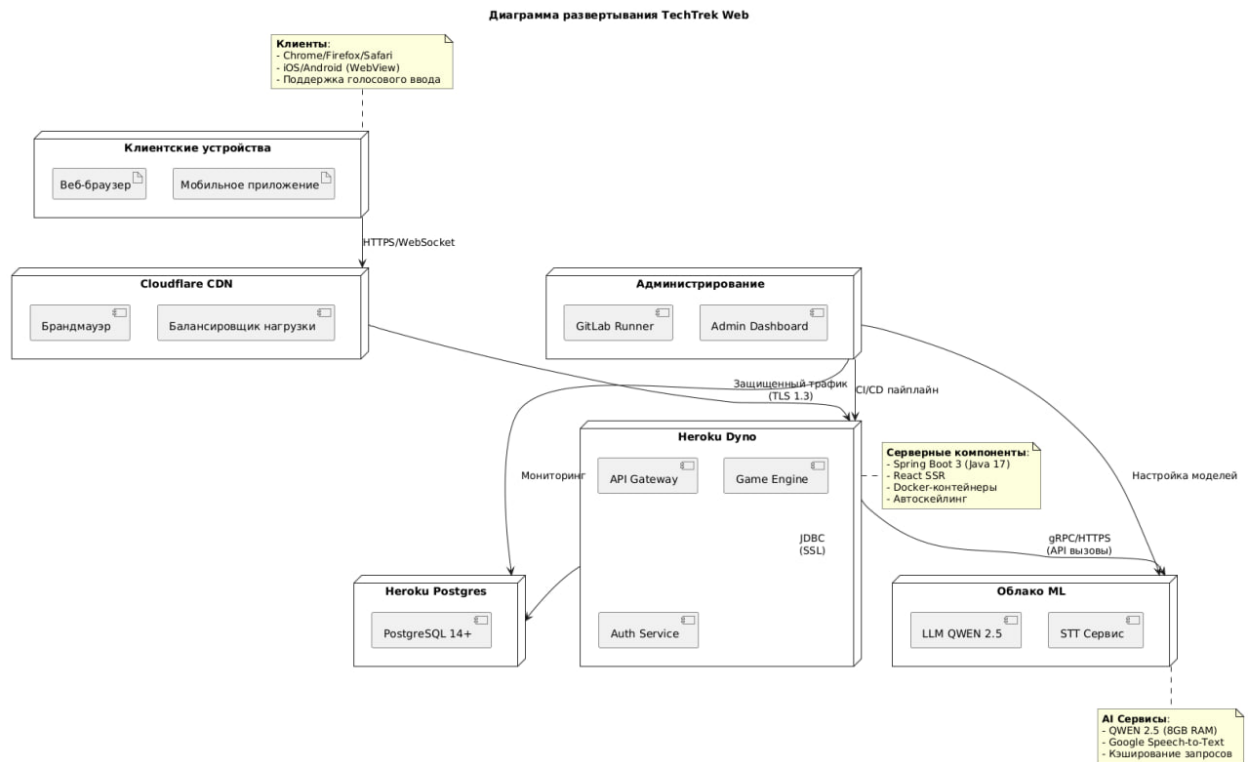 Диаграмма развертывания TechTrek Web
Клиенты:
- Chrome/Firefox/Safari
- iOS/Android (WebView)
- Поддержка голосового ввода
Клиентские устройства
Веб-браузер
Мобильное приложение
HTTPS/WebSocket
Cloudflare CDN
Брандмауэр
Балансировщик нагрузки
Администрирование
GitLab Runner
Admin Dashboard
Защищенный трафик
(TLS 1.3)
CI/CD пайплайн
Heroku Dyno
API Gateway
Game Engine
Серверные компоненты:
- Spring Boot 3 (Java 17)
- React SSR
- Docker-контейнеры
- Автоскейлинг
Мониторинг
Настройка моделей
JDBC
(SSL)
gRPC/HTTPS
(API вызовы)
Heroku Postgres
PostgreSQL 14+
Auth Service
Облако ML
LLM QWEN 2.5
STT Сервис
AI Сервисы:
- QWEN 2.5 (8GB RAM)
- Google Speech-to-Text
- Кэширование запросов